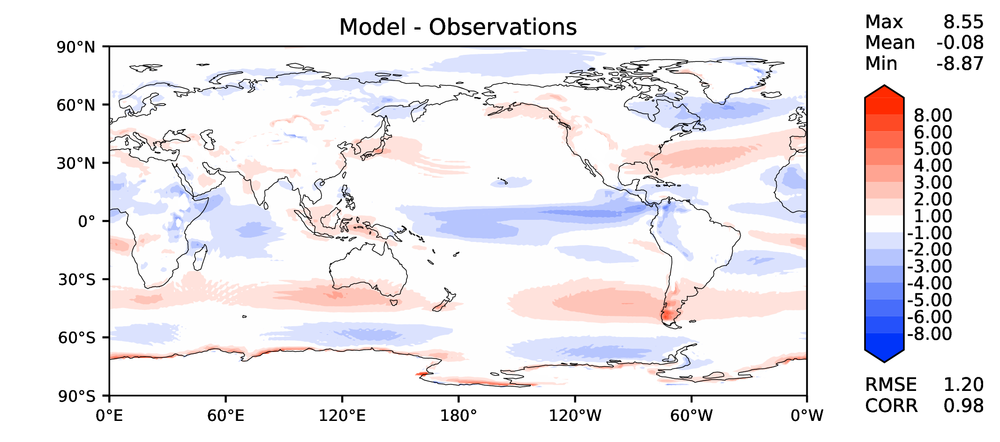 Model - Observations
Max 8.55
Mean -0.08
Min -8.87
90°N
60°N
30°N
0°
30°S
60°S
90°S
0°E
60°E
120°E
180°
120°W
60°W
0°W
8.00
6.00
5.00
4.00
3.00
2.00
1.00
-1.00
-2.00
-3.00
-4.00
-5.00
-6.00
-8.00
RMSE 1.20
CORR 0.98